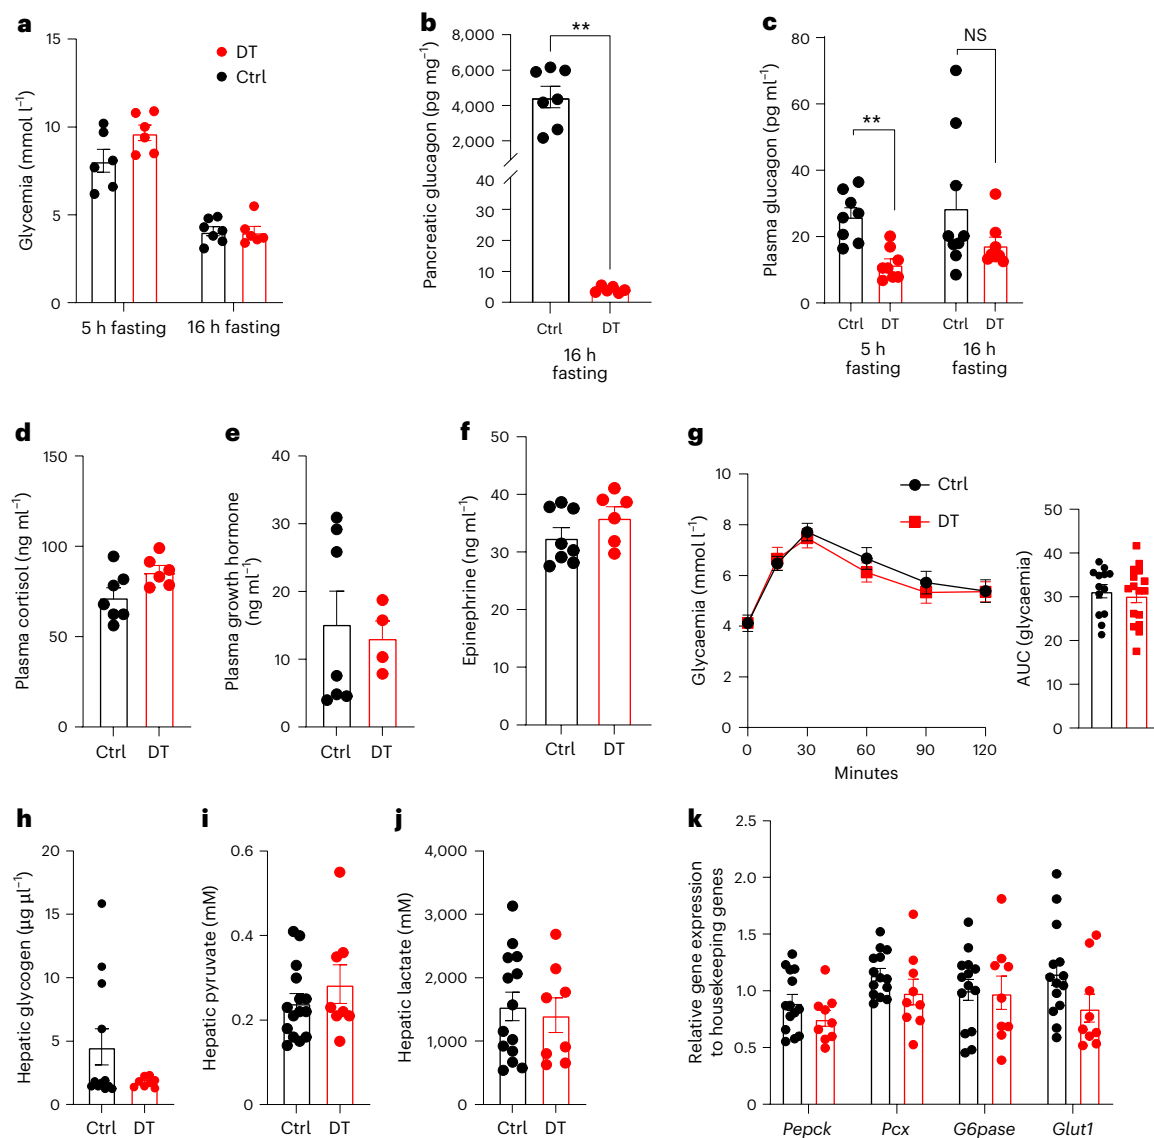 a
Glycemia (mmol l⁻¹)
15
10
5
0
DT
Ctrl
5 h fasting
16 h fasting
b
Pancreatic glucagon (pg mg⁻¹)
8,000
6,000
4,000
2,000
40
30
20
10
0
**
Ctrl
DT
16 h
fasting
c
Plasma glucagon (pg ml⁻¹)
80
60
40
20
0
**
NS
Ctrl
DT
Ctrl
DT
5 h
fasting
16 h
fasting
d
Plasma cortisol (ng ml⁻¹)
150
100
50
0
Ctrl
DT
e
Plasma growth hormone
(ng ml⁻¹)
40
30
20
10
0
Ctrl
DT
f
Epinephrine (ng ml⁻¹)
50
40
30
20
10
0
Ctrl
DT
g
Glycaemia (mmol l⁻¹)
10
8
6
4
2
0
Ctrl
DT
0
30
60
90
120
Minutes
AUC (glycaemia)
50
40
30
20
10
0
h
Hepatic glycogen (µg µl⁻¹)
20
15
10
5
0
Ctrl
DT
i
Hepatic pyruvate (mM)
0.6
0.4
0.2
0
Ctrl
DT
j
Hepatic lactate (mM)
4,000
3,000
2,000
1,000
0
Ctrl
DT
k
Relative gene expression
to housekeeping genes
2.5
2.0
1.5
1.0
0.5
0
Pepck
Pcx
G6pase
Glut1